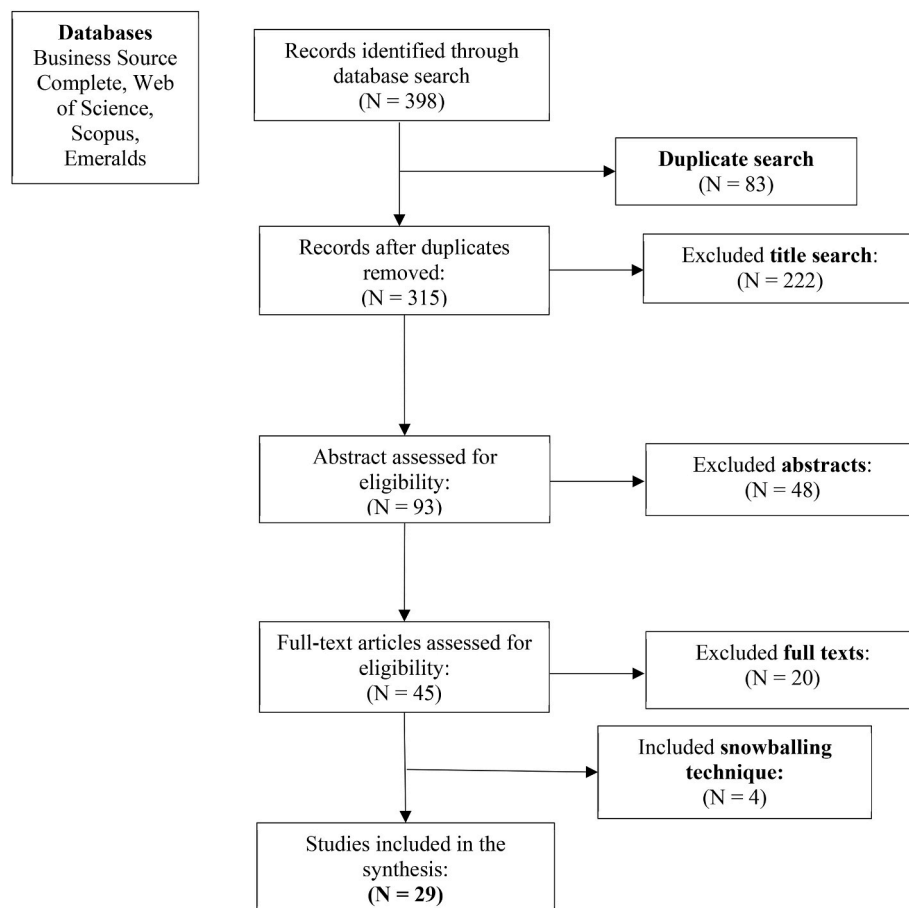 Databases
Business Source
Complete, Web
of Science,
Scopus,
Emeralds
Records identified through
database search
(N = 398)
Duplicate search
(N = 83)
Records after duplicates
removed:
(N = 315)
Excluded title search:
(N = 222)
Abstract assessed for
eligibility:
(N = 93)
Excluded abstracts:
(N = 48)
Full-text articles assessed for
eligibility:
(N = 45)
Excluded full texts:
(N = 20)
Included snowballing
technique:
(N = 4)
Studies included in the
synthesis:
(N = 29)